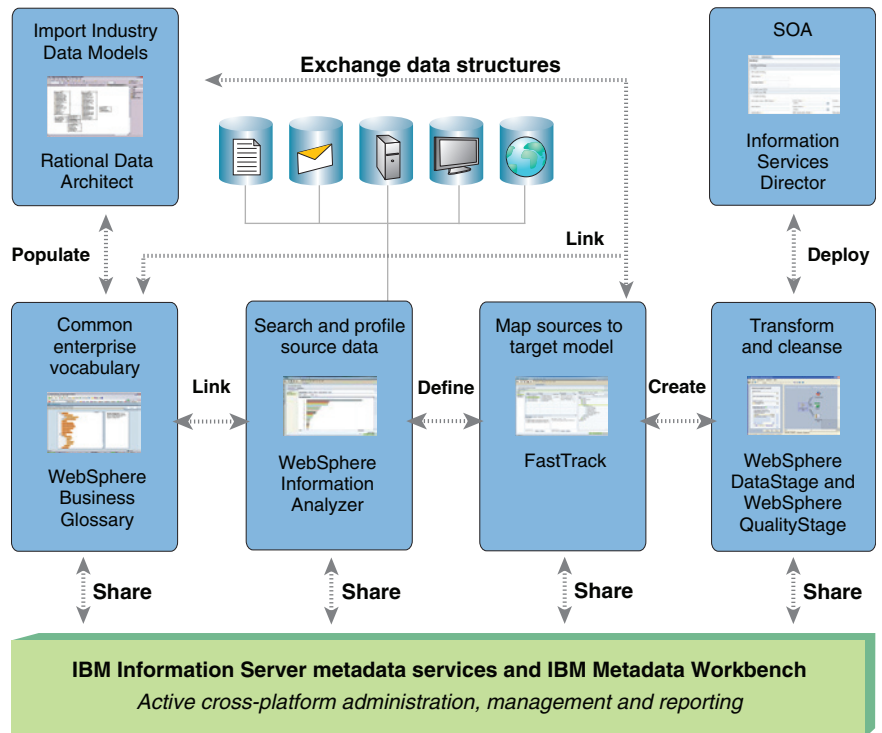 Import Industry
Data Models
Rational Data
Architect
Exchange data structures
SOA
Information
Services
Director
Populate
Link
Deploy
Common
enterprise
vocabulary
WebSphere
Business
Glossary
Link
Search and profile
source data
WebSphere
Information
Analyzer
Define
Map sources to
target model
FastTrack
Create
Transform
and cleanse
WebSphere
DataStage and
WebSphere
QualityStage
Share
Share
Share
Share
IBM Information Server metadata services and IBM Metadata Workbench
Active cross-platform administration, management and reporting